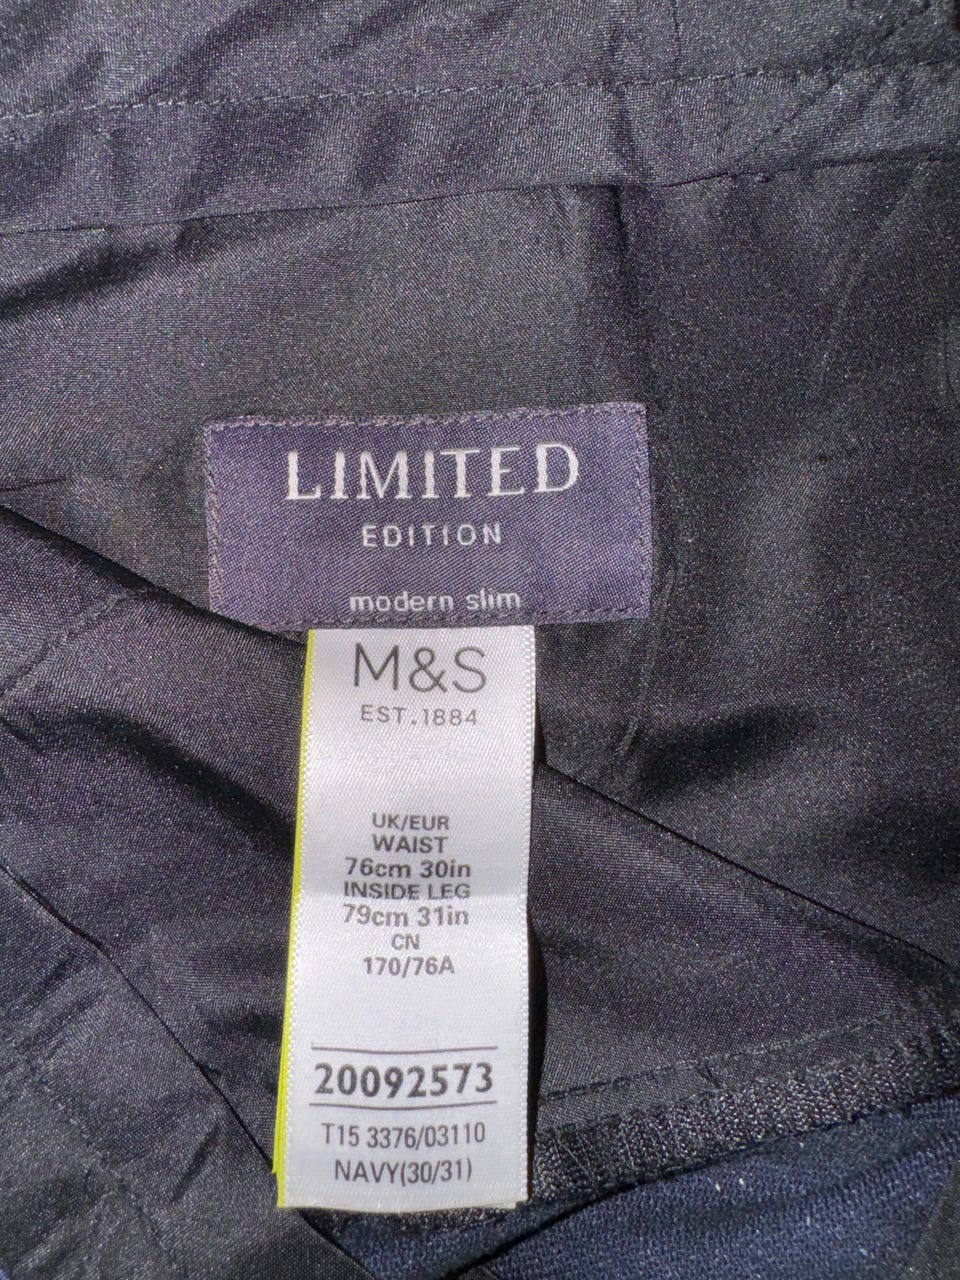 LIMITED
EDITION
modern slim
M&S
EST.1884
UK/EUR
WAIST
76cm 30in
INSIDE LEG
79cm 31in
CN
170/76A
20092573
T15 3376/03110
NAVY(30/31)